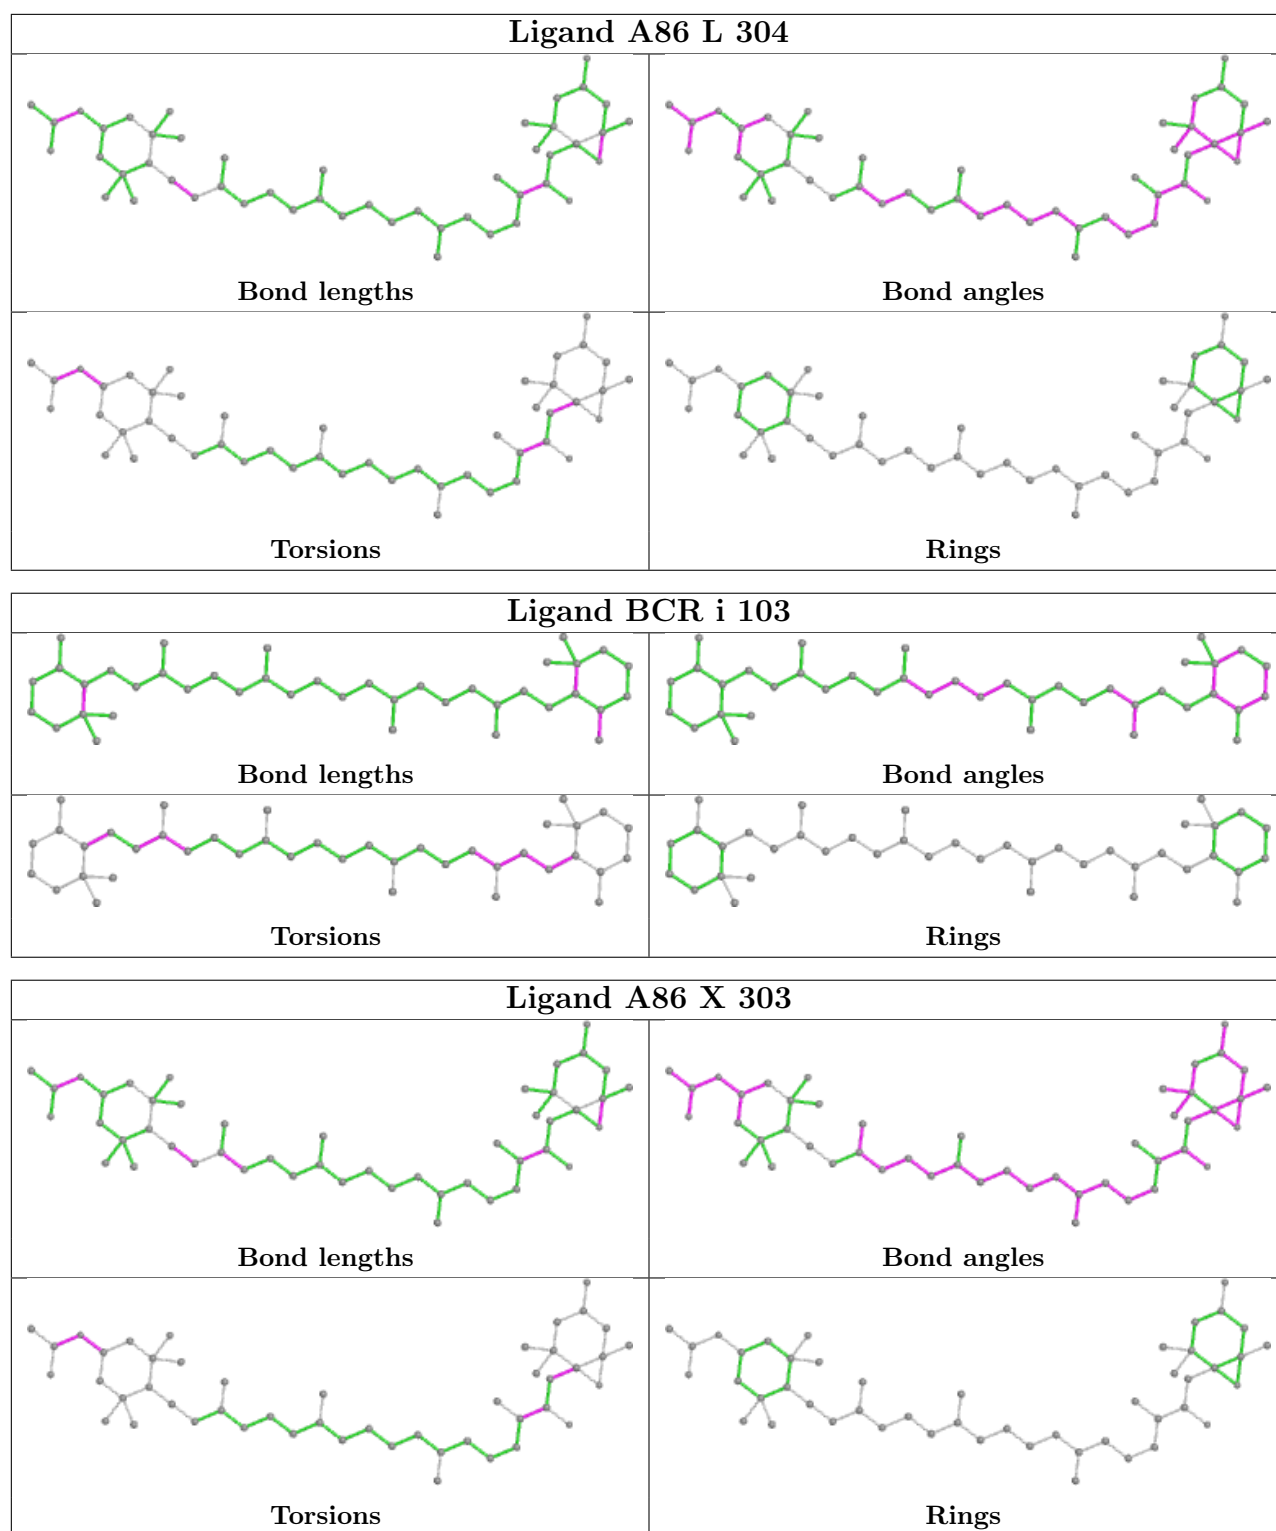 Ligand A86 L 304
Bond lengths
Bond angles
Torsions
Rings
Ligand BCR i 103
Bond lengths
Bond angles
Torsions
Rings
Ligand A86 X 303
Bond lengths
Bond angles
Torsions
Rings